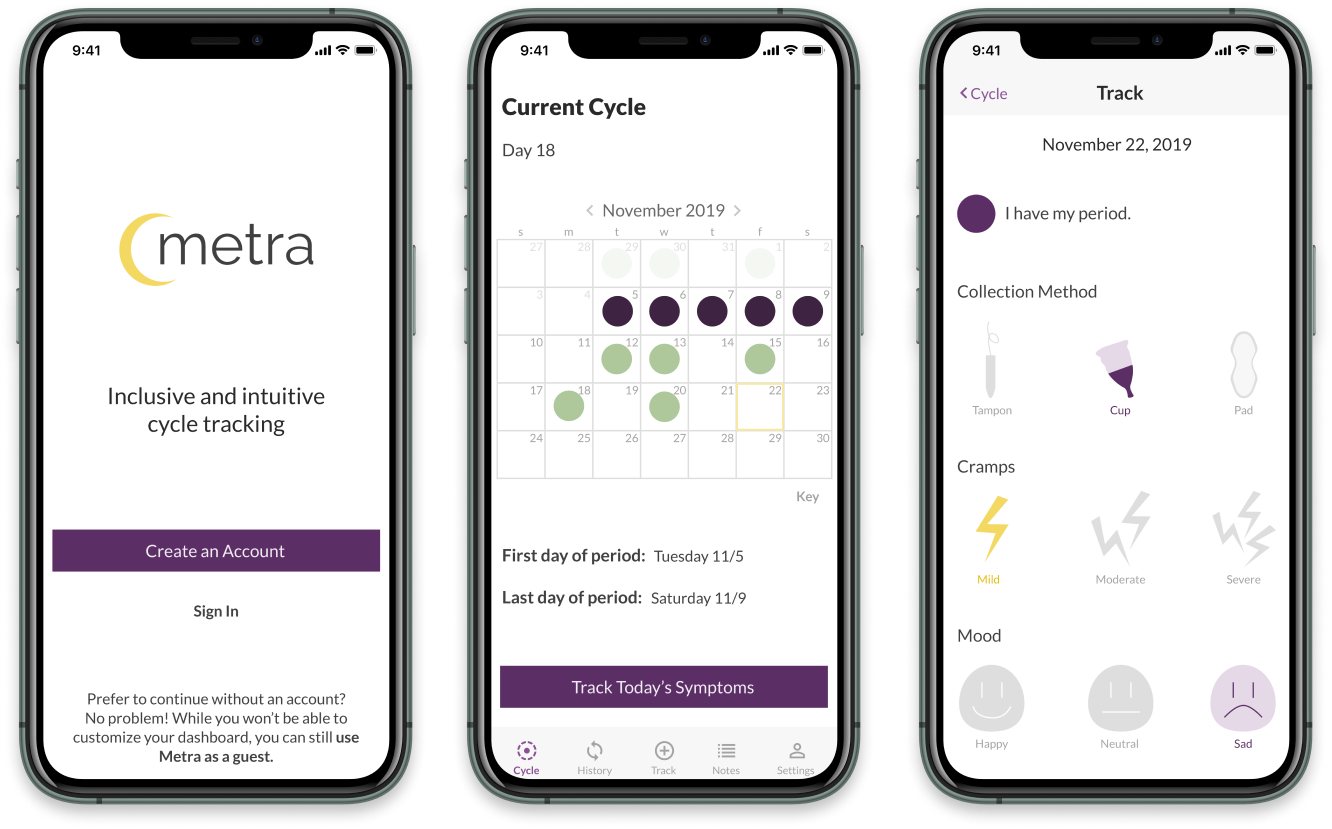 9:41
metra
Inclusive and intuitive
cycle tracking
Create an Account
Sign In
Prefer to continue without an account?
No problem! While you won't be able to
customize your dashboard, you can still use
Metra as a guest.
9:41
Current Cycle
Day 18
November 2019
s m t w t f s
27 28 29 30 31 1 2
3 4 5 6 7 8 9
10 11 12 13 14 15 16
17 18 19 20 21 22 23
24 25 26 27 28 29 30
Key
First day of period: Tuesday 11/5
Last day of period: Saturday 11/9
Track Today's Symptoms
Cycle History Track Notes Settings
9:41
Cycle Track
November 22, 2019
I have my period.
Collection Method
Tampon Cup Pad
Cramps
Mild Moderate Severe
Mood
Happy Neutral Sad